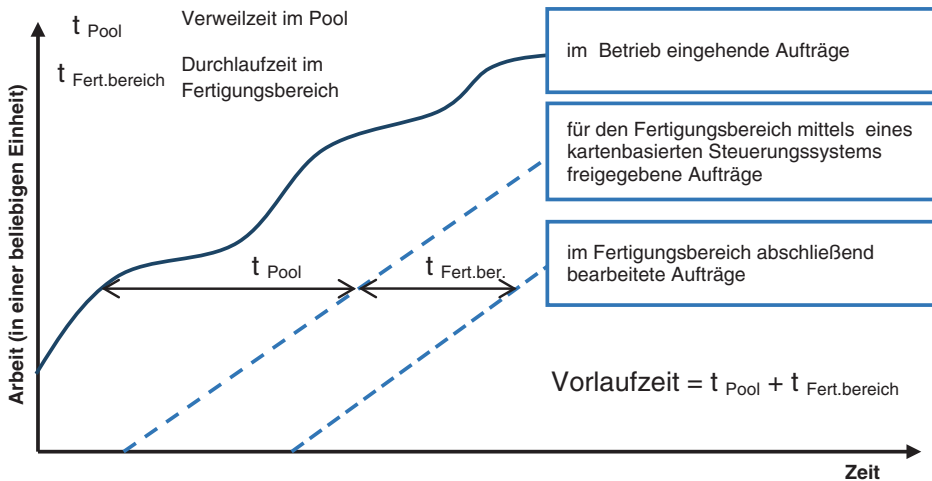 t Pool Verweilzeit im Pool
t Fert.bereich Durchlaufzeit im
Fertigungsbereich
im Betrieb eingehende Aufträge
für den Fertigungsbereich mittels eines
kartenbasierten Steuerungssystems
freigegebene Aufträge
im Fertigungsbereich abschließend
bearbeitete Aufträge
t Pool
t Fert.ber.
Vorlaufzeit = t Pool + t Fert.bereich
Arbeit (in einer beliebigen Einheit)
Zeit